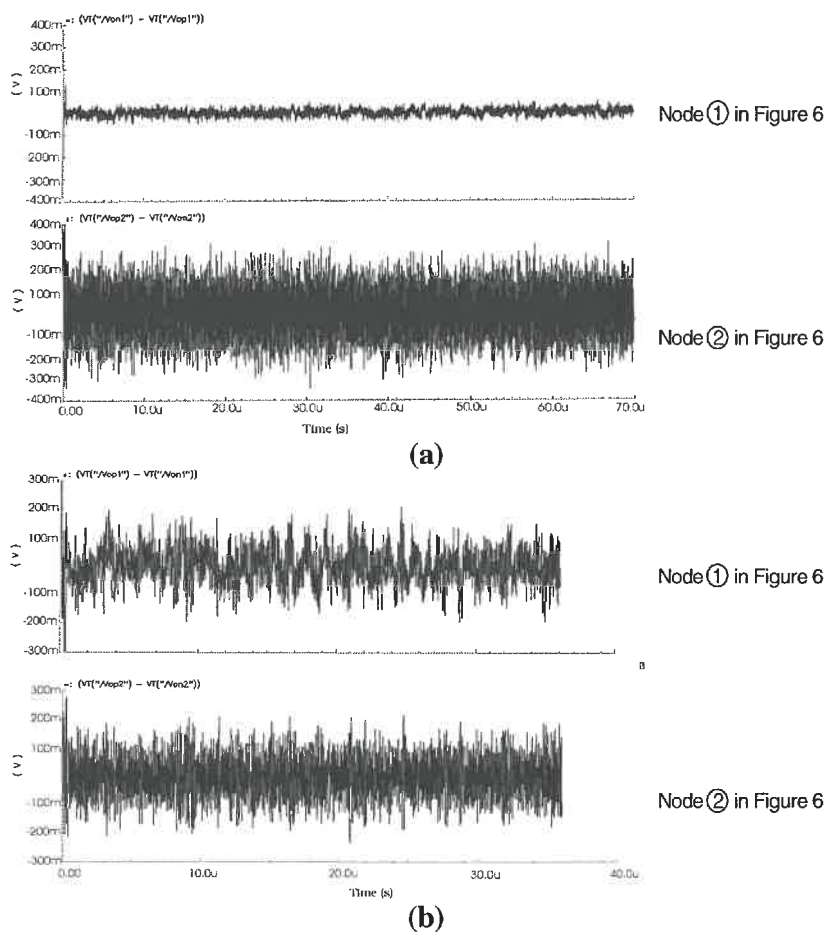 -: (VT("/Von1") - VT("/Vop1"))
400m
300m
200m
100m
(V)
-100m
-200m
-300m
-400m
Node ① in Figure 6
-: (VT("/Vop2") - VT("/Von2"))
400m
300m
200m
100m
(V)
-100m
-200m
-300m
-400m
0.00 10.0u 20.0u 30.0u 40.0u 50.0u 60.0u 70.0u
Time (s)
Node ② in Figure 6
(a)
-: (VT("/Vop1") - VT("/Von1"))
300m
200m
100m
(V)
-100m
-200m
-300m
Node ① in Figure 6
-: (VT("/Vop2") - VT("/Von2"))
300m
200m
100m
(V)
-100m
-200m
-300m
0.00 10.0u 20.0u 30.0u 40.0u
Time (s)
Node ② in Figure 6
(b)